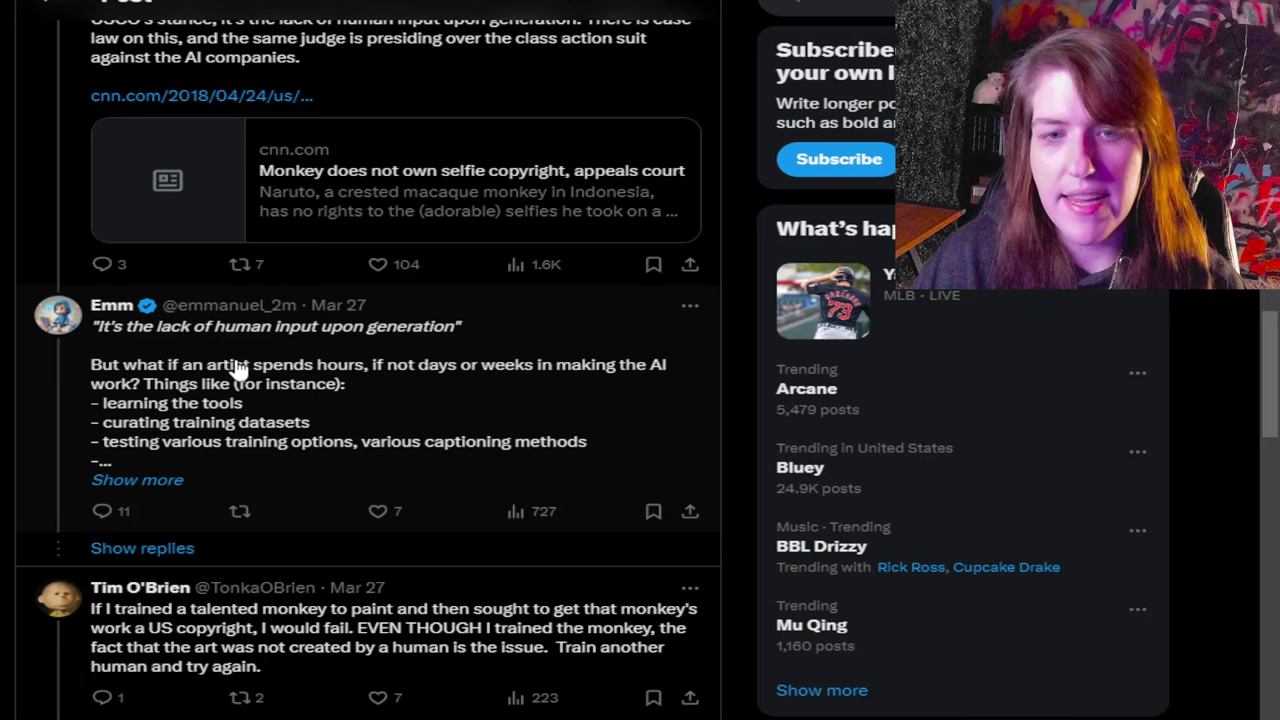 Post
USCO's stance, it's the lack of human input upon generation. There is case
law on this, and the same judge is presiding over the class action suit
against the AI companies.
cnn.com/2018/04/24/us/...
cnn.com
Monkey does not own selfie copyright, appeals court
Naruto, a crested macaque monkey in Indonesia,
has no rights to the (adorable) selfies he took on a ...
3 7 104 1.6K
Emm @emmanuel_2m · Mar 27
"It's the lack of human input upon generation"
But what if an artist spends hours, if not days or weeks in making the AI
work? Things like (for instance):
- learning the tools
- curating training datasets
- testing various training options, various captioning methods
-...
Show more
11 7 727
Show replies
Tim O'Brien @TonkaOBrien · Mar 27
If I trained a talented monkey to paint and then sought to get that monkey's
work a US copyright, I would fail. EVEN THOUGH I trained the monkey, the
fact that the art was not created by a human is the issue. Train another
human and try again.
1 2 7 223
Subscribe
your own
Write longer
such as bold
Subscribe
What's
MLB · LIVE
73
Trending
Arcane
5,479 posts
Trending in United States
Bluey
24.9K posts
Music · Trending
BBL Drizzy
Trending with Rick Ross, Cupcake Drake
Trending
Mu Qing
1,160 posts
Show more